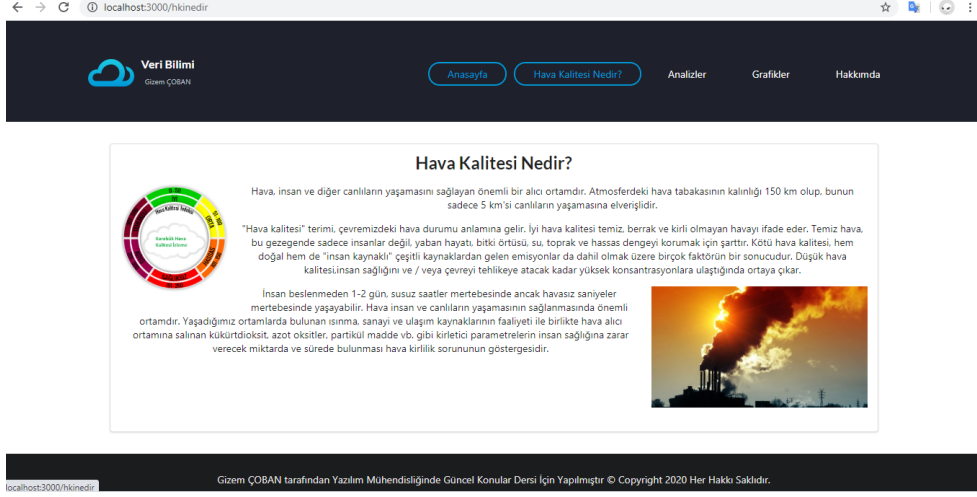 localhost:3000/hkinedir
Veri Bilimi
Gizem ÇOBAN
Anasayfa
Hava Kalitesi Nedir?
Analizler
Grafikler
Hakkımda
Hava Kalitesi Nedir?
Hava, insan ve diğer canlıların yaşamasını sağlayan önemli bir alıcı ortamdır. Atmosferdeki hava tabakasının kalınlığı 150 km olup, bunun
sadece 5 km'si canlıların yaşamasına elverişlidir.
"Hava kalitesi" terimi, çevremizdeki hava durumu anlamına gelir. İyi hava kalitesi temiz, berrak ve kirli olmayan havayı ifade eder. Temiz hava,
bu gezegende sadece insanlar değil, yaban hayatı, bitki örtüsü, su, toprak ve hassas dengeyi korumak için şarttır. Kötü hava kalitesi, hem
doğal hem de "insan kaynaklı" çeşitli kaynaklardan gelen emisyonlar da dahil olmak üzere birçok faktörün bir sonucudur. Düşük hava
kalitesi,insan sağlığını ve / veya çevreyi tehlikeye atacak kadar yüksek konsantrasyonlara ulaştığında ortaya çıkar.
İnsan beslenmeden 1-2 gün, susuz saatler mertebesinde ancak havasız saniyeler
mertebesinde yaşayabilir. Hava insan ve canlıların yaşamasının sağlanmasında önemli
ortamdır. Yaşadığımız ortamlarda bulunan ısınma, sanayi ve ulaşım kaynaklarının faaliyeti ile birlikte hava alıcı
ortamına salınan kükürtdioksit, azot oksitler, partikül madde vb. gibi kirletici parametrelerin insan sağlığına zarar
verecek miktarda ve sürede bulunması hava kirlilik sorununun göstergesidir.
Hava Kalitesi İndeksi
0-50
İYİ
51-100
ORTA
Gizem ÇOBAN tarafından Yazılım Mühendisliğinde Güncel Konular Dersi İçin Yapılmıştır © Copyright 2020 Her Hakkı Saklıdır.
localhost:3000/hkinedir